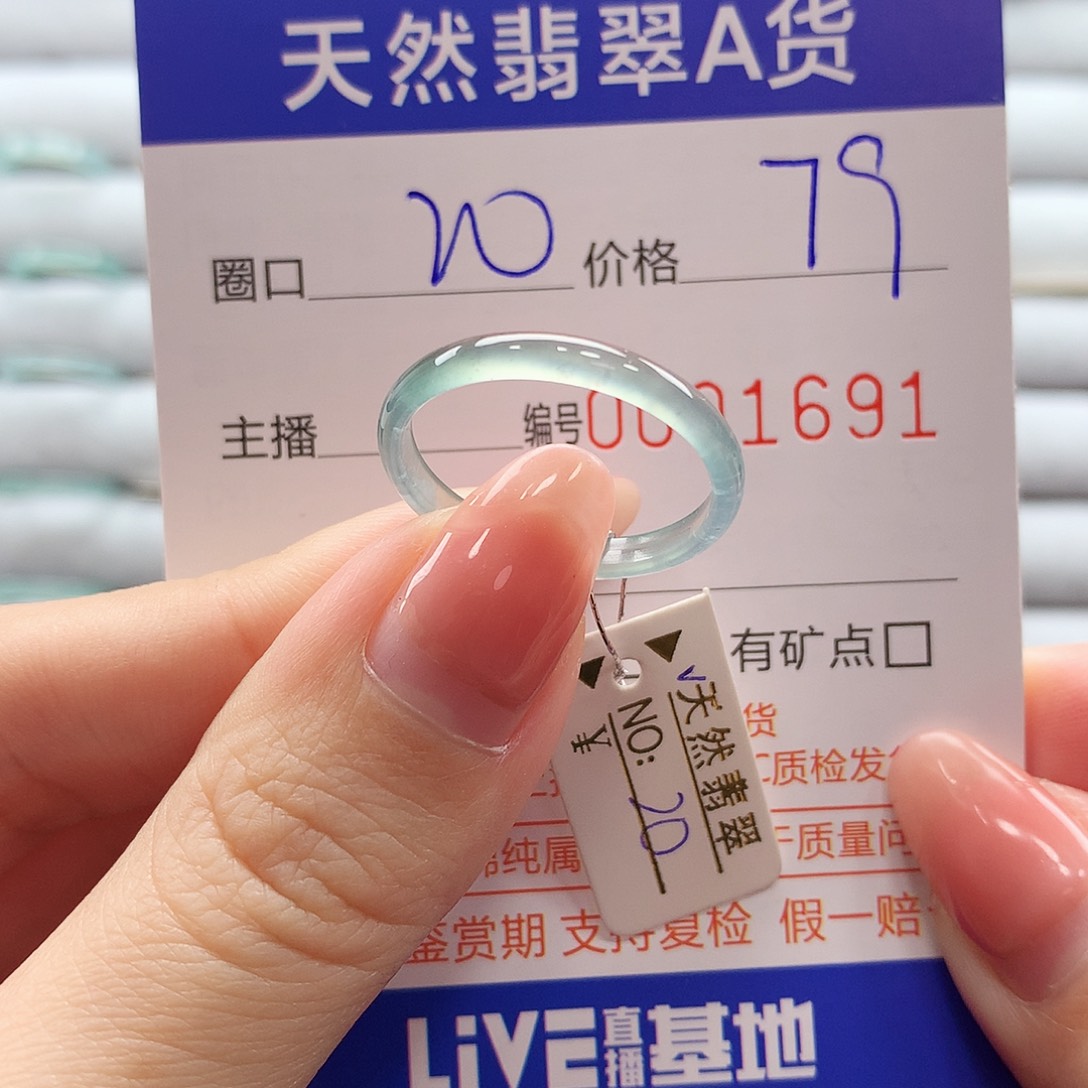 天然翡翠A货
圈口 20 价格 79
主播 编号 1691
有矿点□
货
质检发
纯属
质量问
鉴赏期 支持复检 假一赔
天然翡翠
NO: 20
¥
LiVE直播基地